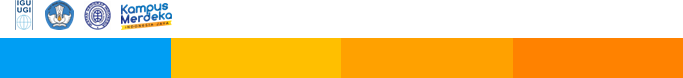 IGU
UGI
Kampus
Merdeka
INDONESIA JAYA